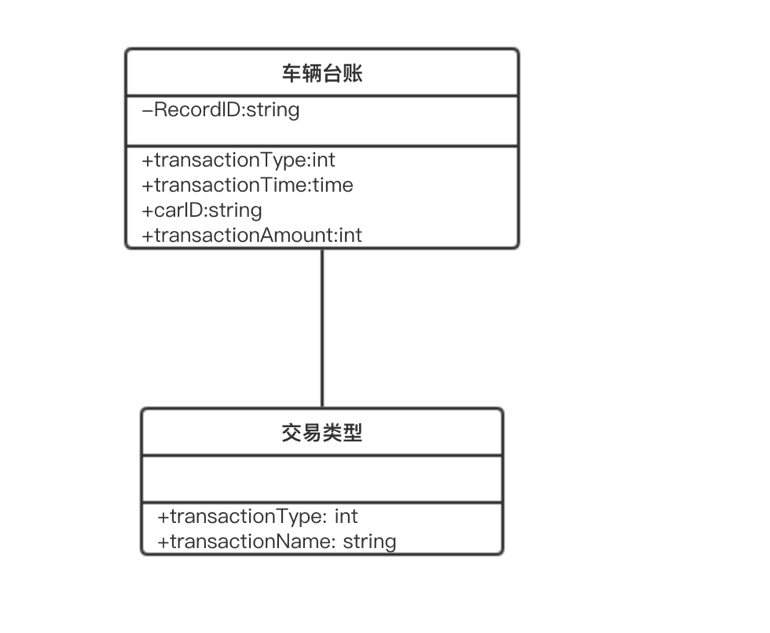 车辆台账
-RecordID:string
+transactionType:int
+transactionTime:time
+carID:string
+transactionAmount:int
交易类型
+transactionType: int
+transactionName: string